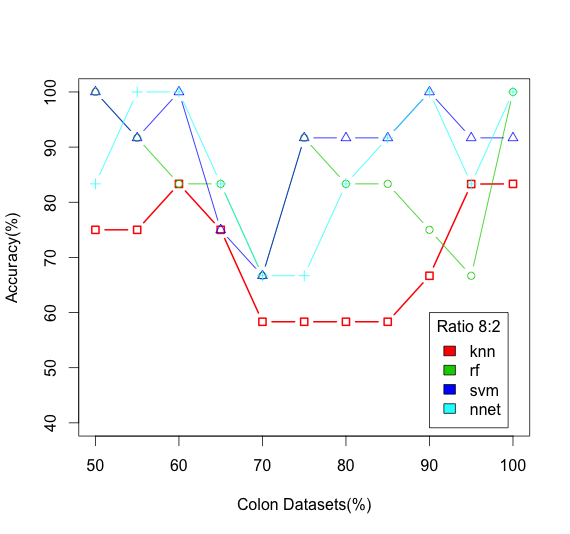 100
90
80
70
60
50
40
Accuracy(%)
Ratio 8:2
knn
rf
svm
nnet
50 60 70 80 90 100
Colon Datasets(%)